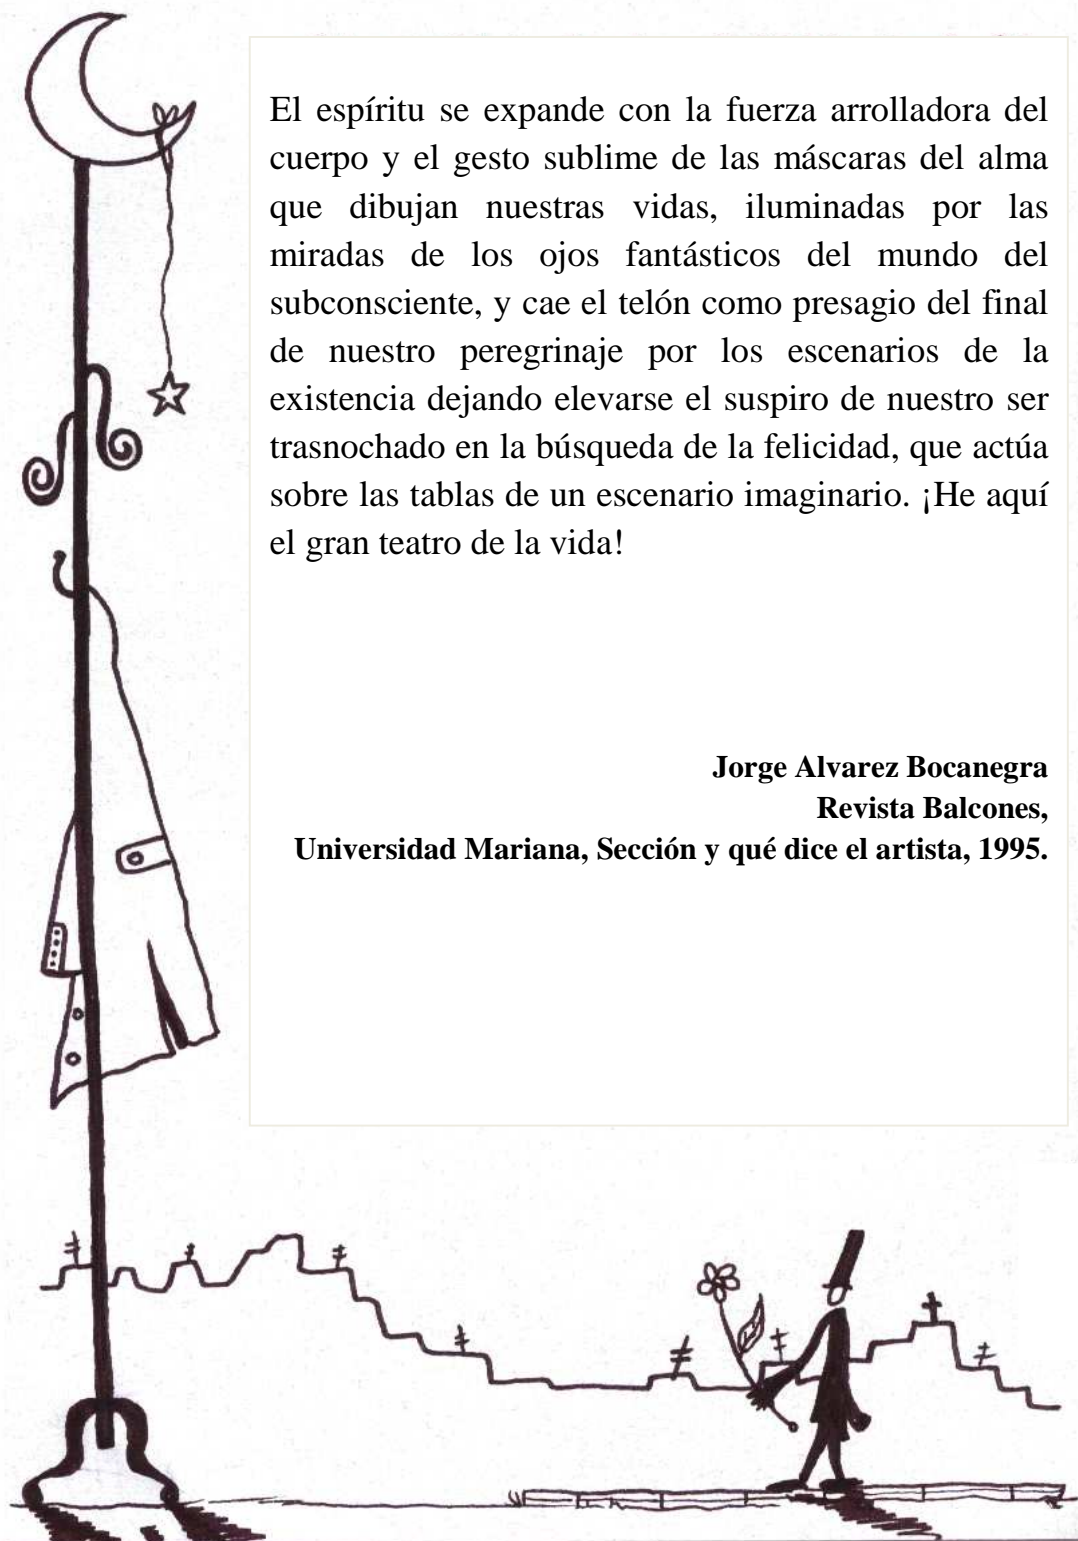 El espíritu se expande con la fuerza arrolladora del
cuerpo y el gesto sublime de las máscaras del alma
que dibujan nuestras vidas, iluminadas por las
miradas de los ojos fantásticos del mundo del
subconsciente, y cae el telón como presagio del final
de nuestro peregrinaje por los escenarios de la
existencia dejando elevarse el suspiro de nuestro ser
trasnochado en la búsqueda de la felicidad, que actúa
sobre las tablas de un escenario imaginario. ¡He aquí
el gran teatro de la vida!
Jorge Alvarez Bocanegra
Revista Balcones,
Universidad Mariana, Sección y qué dice el artista, 1995.